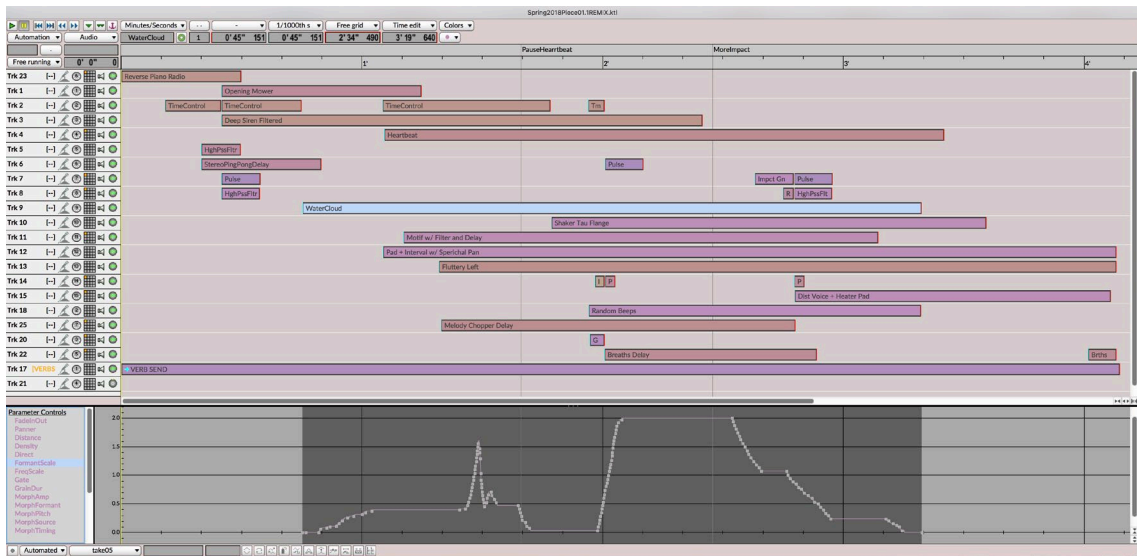 Spring2018Piece01.1REMIX.ktl
Minutes/Seconds - 1/1000th s Free grid Time edit Colors
Automation Audio WaterCloud 1 0' 45" 151 0' 45" 151 2' 34" 490 3' 19" 640
PauseHeartbeat MoreImpact
Free running 0' 0" 0 1' 2' 3' 4'
Trk 23 Reverse Piano Radio
Trk 1 Opening Mower
Trk 2 TimeControl TimeControl TimeControl Tm
Trk 3 Deep Siren Filtered
Trk 4 Heartbeat
Trk 5 HghPssFltr
Trk 6 StereoPingPongDelay Pulse
Trk 7 Pulse Impct Gn Pulse
Trk 8 HghPssFltr R HghPssFlt
Trk 9 WaterCloud
Trk 10 Shaker Tau Flange
Trk 11 Motif w/ Filter and Delay
Trk 12 Pad + Interval w/ Sperichal Pan
Trk 13 Fluttery Left
Trk 14 I P P
Trk 15 Dist Voice - Heater Pad
Trk 18 Random Beeps
Trk 25 Melody Chopper Delay
Trk 20 G
Trk 22 Breaths Delay Brths
Trk 17 VERB SEND
Trk 21
Parameter Controls
FadeInOut
Panner
Distance
Density
Direct
FormantScale
FreqScale
Gate
GrainDur
MorphAmp
MorphFormant
MorphPitch
MorphSource
MorphTiming
2.0
1.5
1.0
0.5
0.0
Automated take05